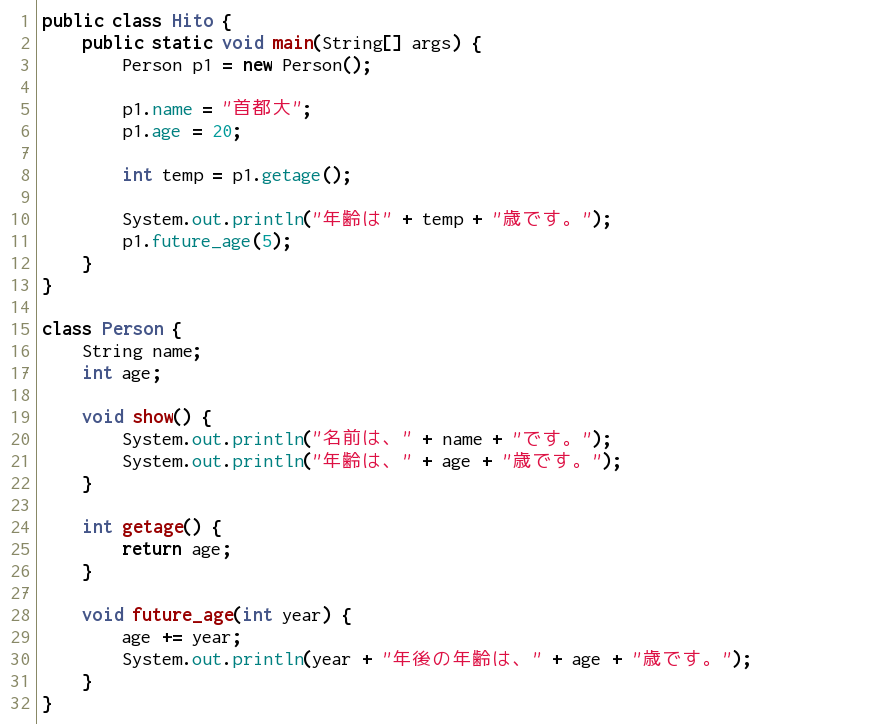 1 public class Hito {
2     public static void main(String[] args) {
3         Person p1 = new Person();
4
5         p1.name = "首都大";
6         p1.age = 20;
7
8         int temp = p1.getage();
9
10         System.out.println("年齢は" + temp + "歳です。");
11         p1.future_age(5);
12     }
13 }
14
15 class Person {
16     String name;
17     int age;
18
19     void show() {
20         System.out.println("名前は、" + name + "です。");
21         System.out.println("年齢は、" + age + "歳です。");
22     }
23
24     int getage() {
25         return age;
26     }
27
28     void future_age(int year) {
29         age += year;
30         System.out.println(year + "年後の年齢は、" + age + "歳です。");
31     }
32 }